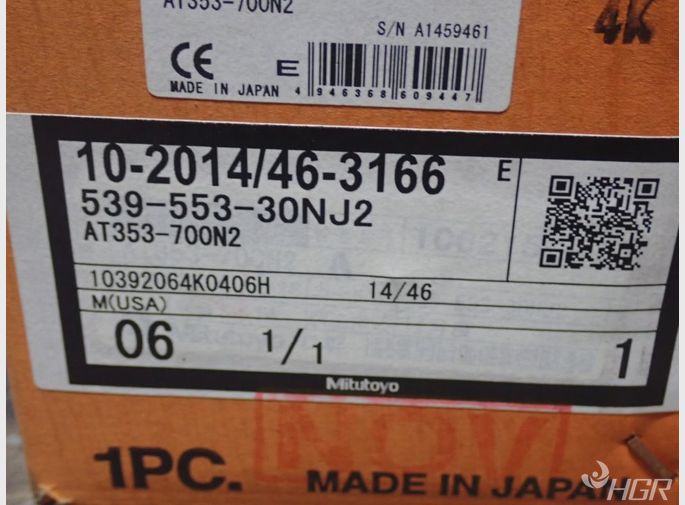 AT353-700N2
S/N A1459461
4K
CE E
MADE IN JAPAN
4 946368 609447
10-2014/46-3166 E
539-553-30NJ2
AT353-700N2
10392064K0406H 14/46
M(USA)
06 1/1 1
Mitutoyo
NOV
1PC. MADE IN JAPAN
HGR